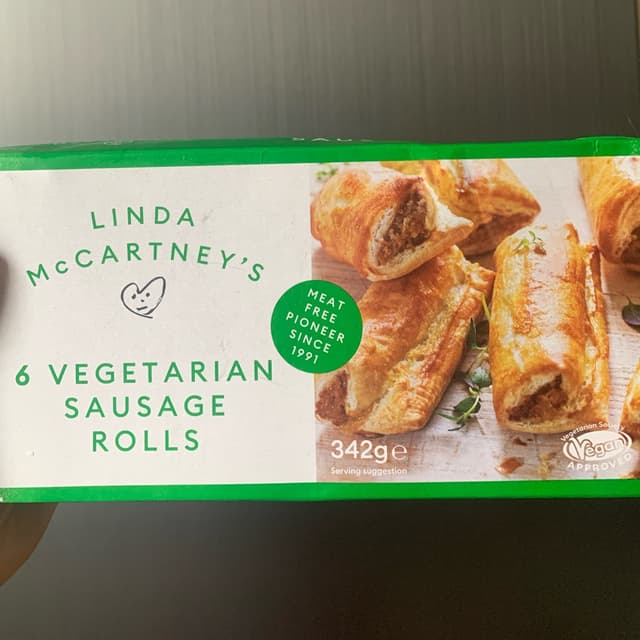 LINDA
McCARTNEY'S
6 VEGETARIAN
SAUSAGE
ROLLS
MEAT
FREE
PIONEER
SINCE
1991
342g e
Serving suggestion
Vegetarian Society
Vegan
APPROVED